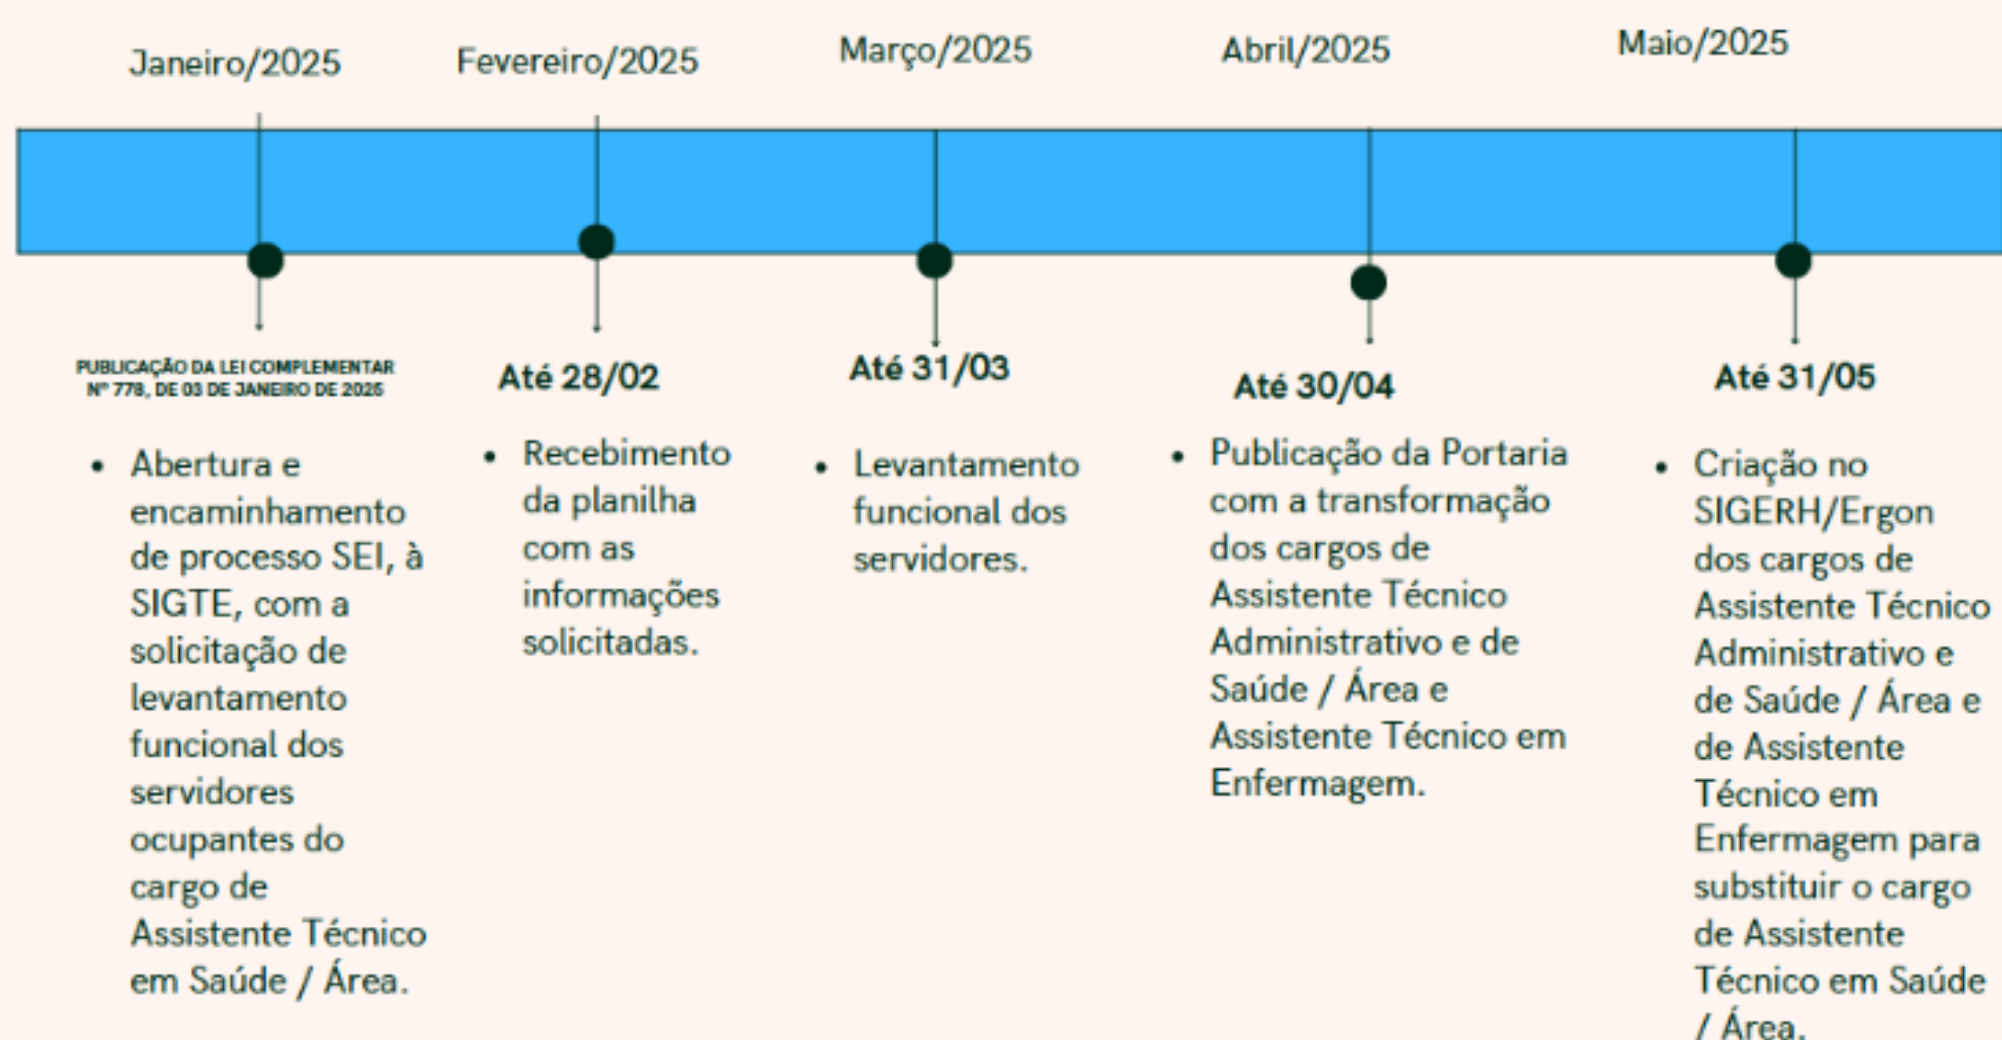 Janeiro/2025
Fevereiro/2025
Março/2025
Abril/2025
Maio/2025
PUBLICAÇÃO DA LEI COMPLEMENTAR
Nº 778, DE 03 DE JANEIRO DE 2025
• Abertura e
encaminhamento
de processo SEI, à
SIGTE, com a
solicitação de
levantamento
funcional dos
servidores
ocupantes do
cargo de
Assistente Técnico
em Saúde / Área.
Até 28/02
• Recebimento
da planilha
com as
informações
solicitadas.
Até 31/03
• Levantamento
funcional dos
servidores.
Até 30/04
• Publicação da Portaria
com a transformação
dos cargos de
Assistente Técnico
Administrativo e de
Saúde / Área e
Assistente Técnico em
Enfermagem.
Até 31/05
• Criação no
SIGERH/Ergon
dos cargos de
Assistente Técnico
Administrativo e
de Saúde / Área e
de Assistente
Técnico em
Enfermagem para
substituir o cargo
de Assistente
Técnico em Saúde
/ Área.